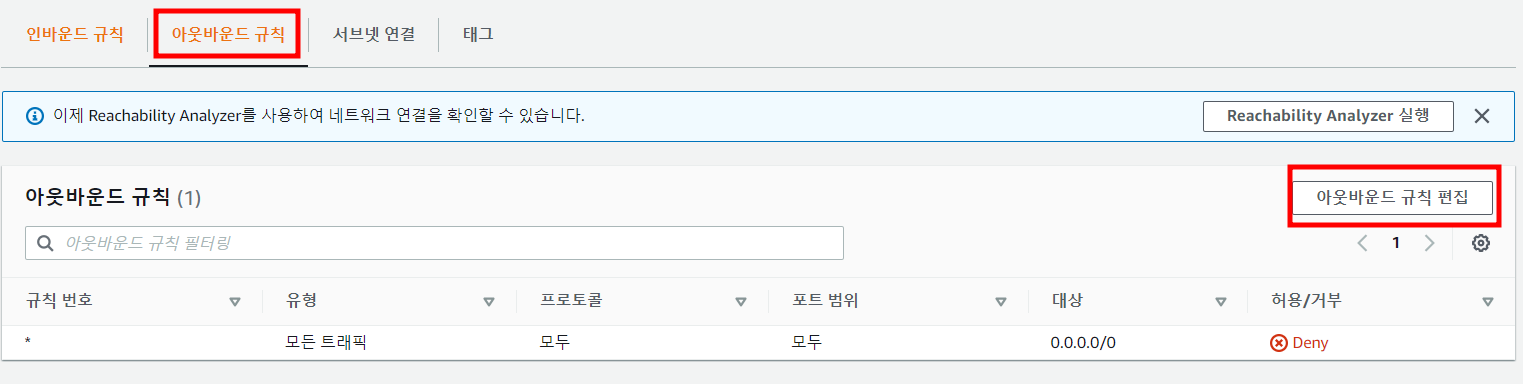 인바운드 규칙 아웃바운드 규칙 서브넷 연결 태그
이제 Reachability Analyzer를 사용하여 네트워크 연결을 확인할 수 있습니다. Reachability Analyzer 실행
아웃바운드 규칙 (1) 아웃바운드 규칙 편집
아웃바운드 규칙 필터링 1
규칙 번호 유형 프로토콜 포트 범위 대상 허용/거부
* 모든 트래픽 모두 모두 0.0.0.0/0 Deny